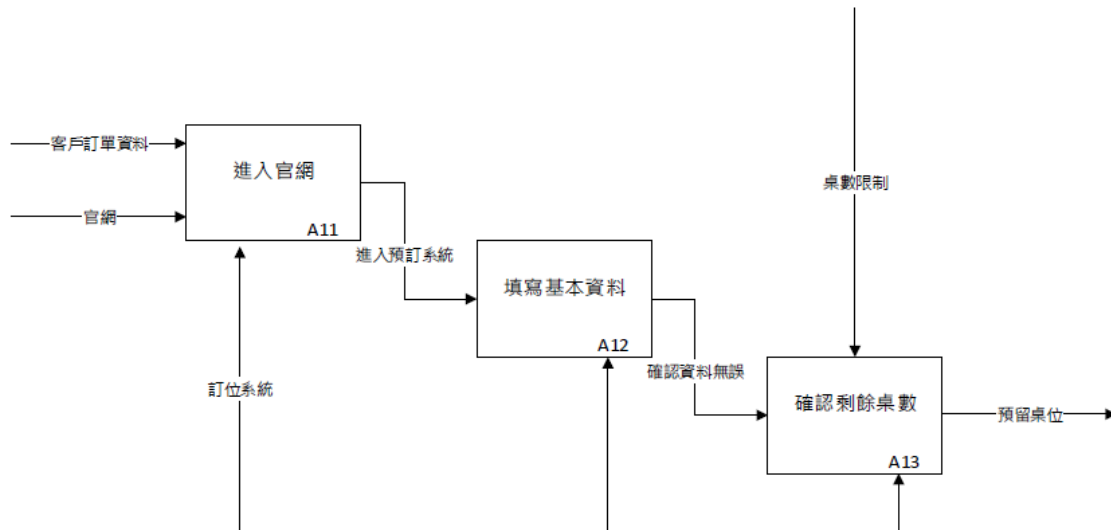 客戶訂單資料
進入官網
官網
A11
進入預訂系統
桌數限制
填寫基本資料
A12
訂位系統
確認資料無誤
確認剩餘桌數
預留桌位
A13